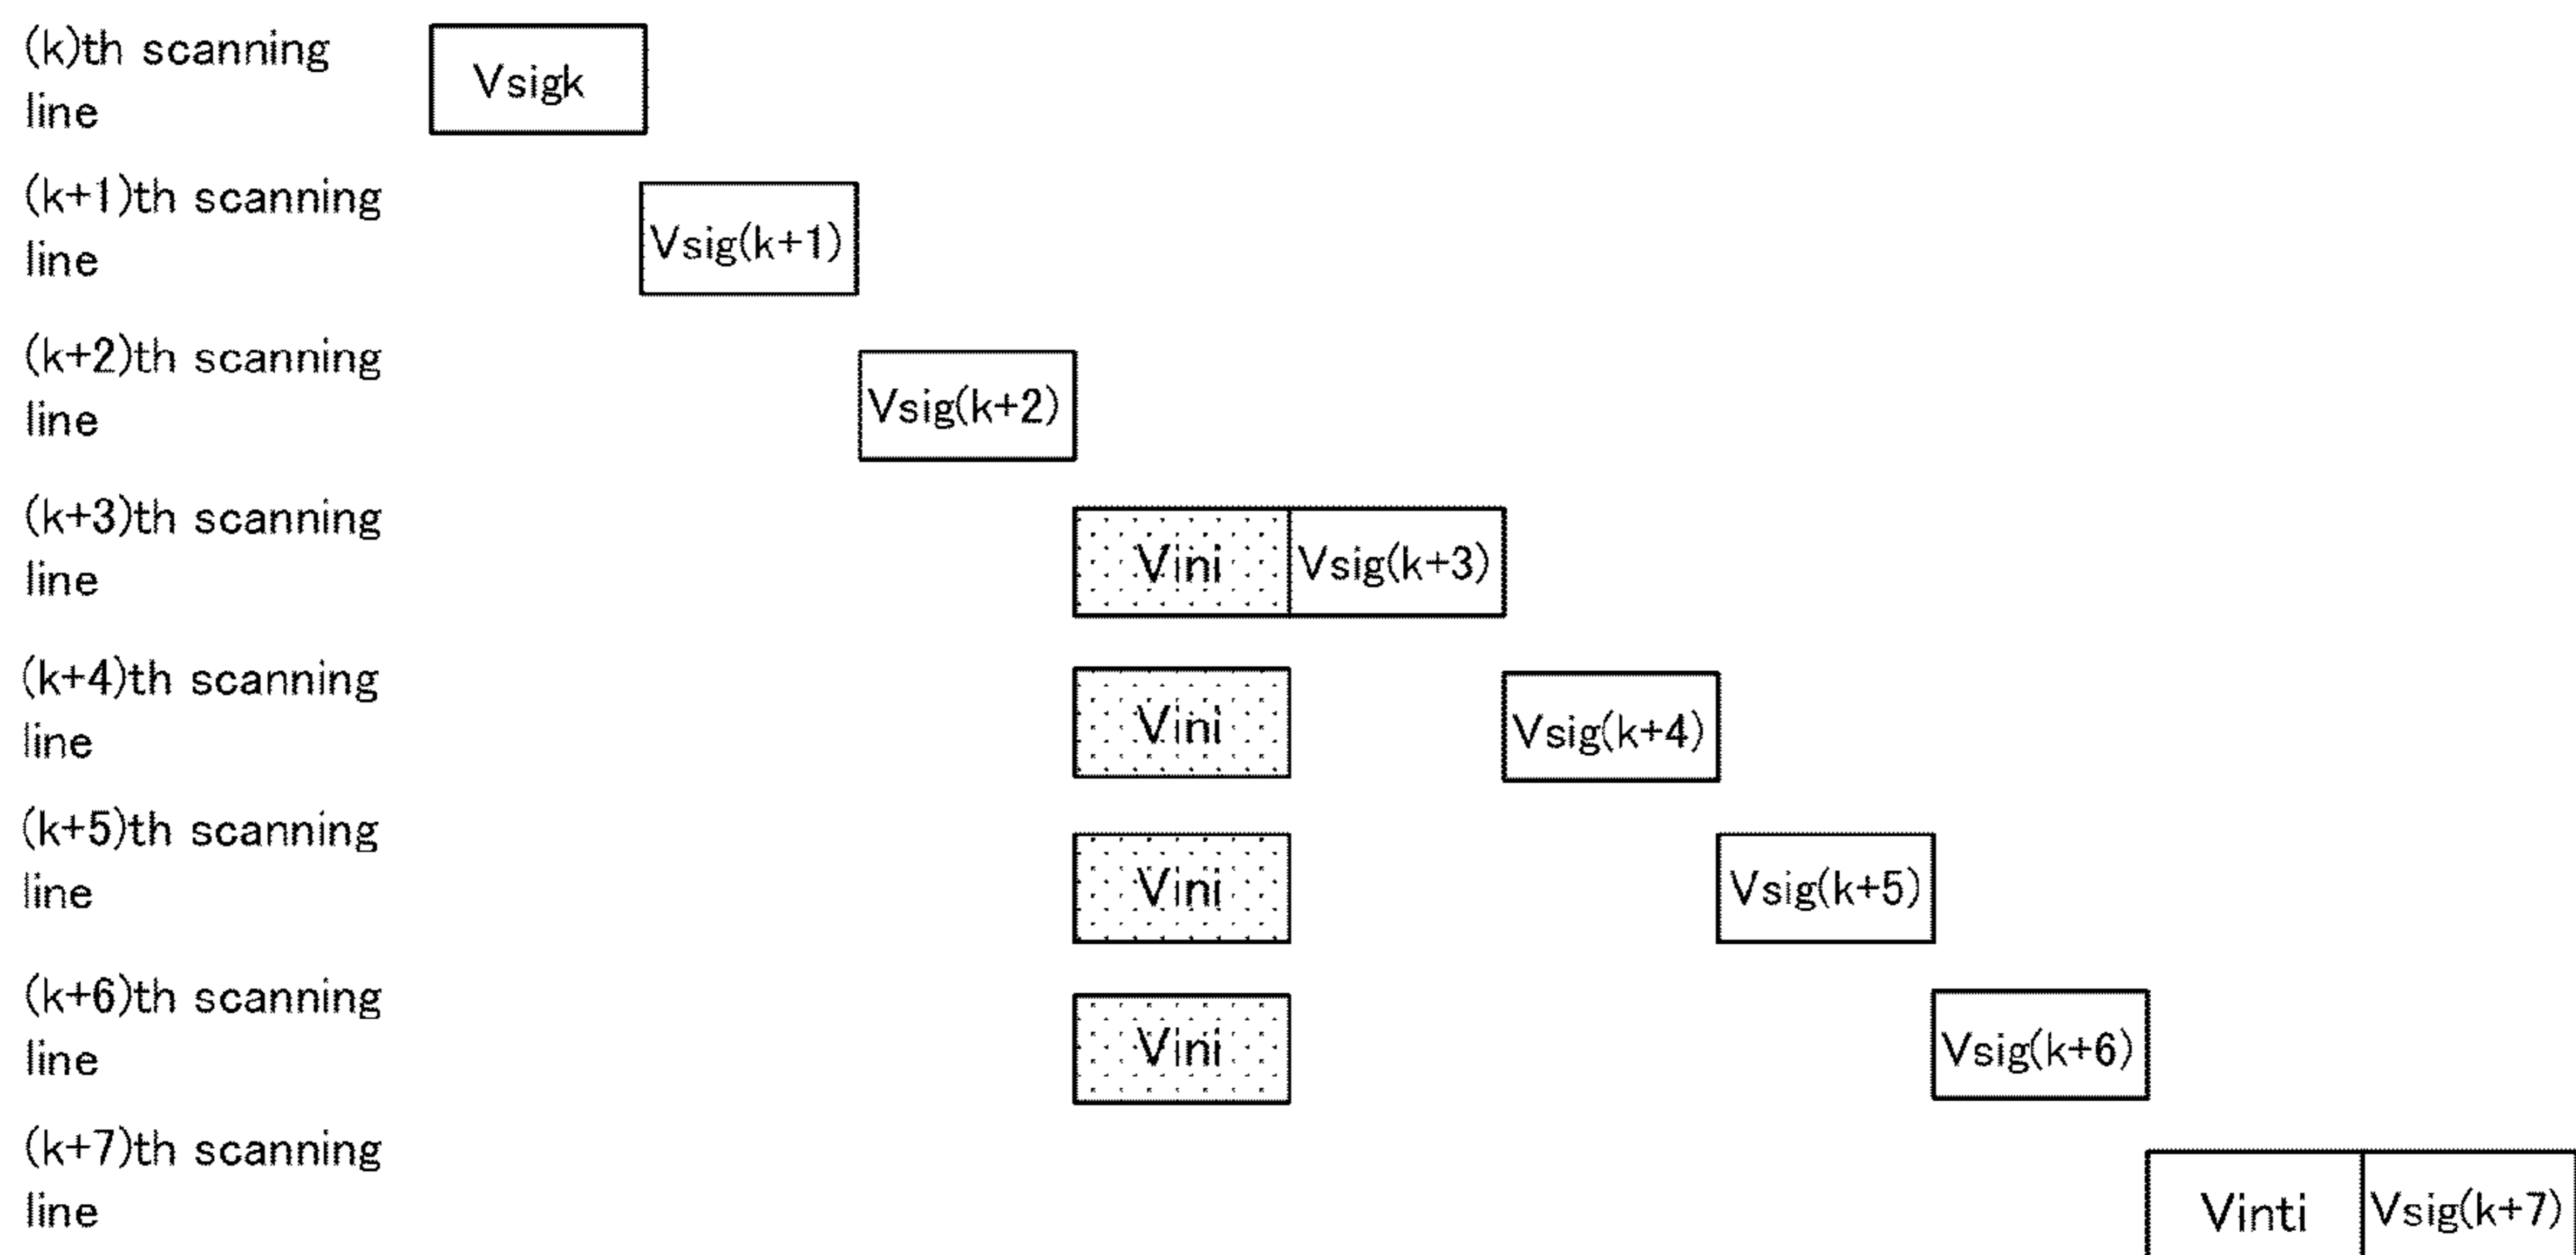 (k)th scanning
line
Vsigk
(k+1)th scanning
line
Vsig(k+1)
(k+2)th scanning
line
Vsig(k+2)
(k+3)th scanning
line
Vini Vsig(k+3)
(k+4)th scanning
line
Vini Vsig(k+4)
(k+5)th scanning
line
Vini Vsig(k+5)
(k+6)th scanning
line
Vini Vsig(k+6)
(k+7)th scanning
line
Vinti Vsig(k+7)